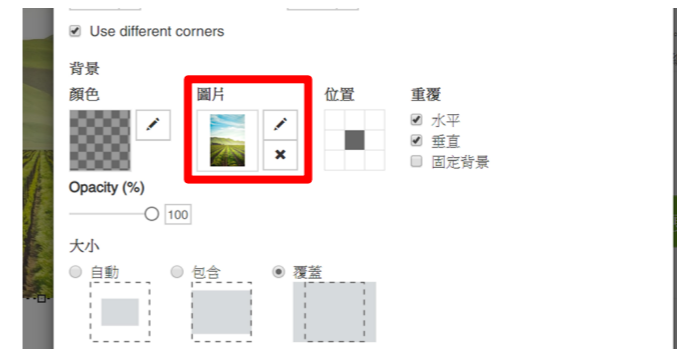 Use different corners
背景
顏色 圖片 位置 重覆
水平
垂直
固定背景
Opacity (%)
100
大小
自動 包含 覆蓋